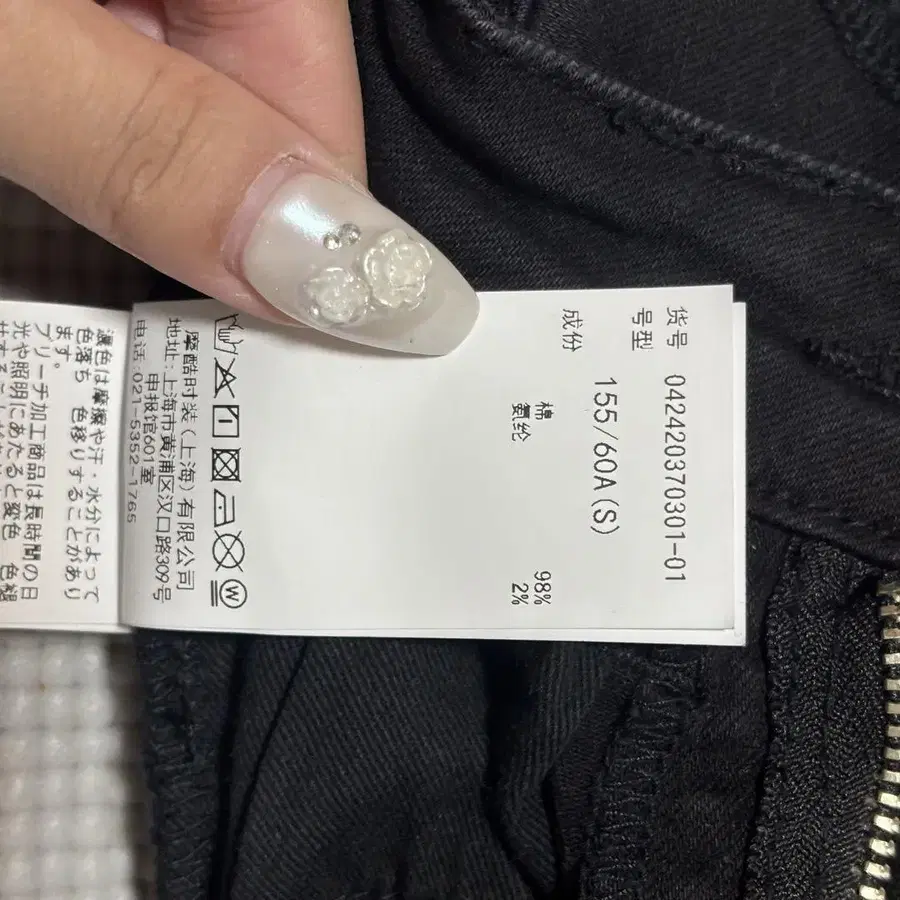 货号 042420370301-01
号型 155/60A(S)
成份
棉 98%
氨纶 2%
摩酷时装(上海)有限公司
地址:上海市黄浦区汉口路309号
申报馆601室
电话:021-5352-1765
濃色は摩擦や汗・水分によって
色落ち 色移りすることがあり
ます。
ブリーチ加工商品は長時間の日
光や照明にあたると変色 色褪